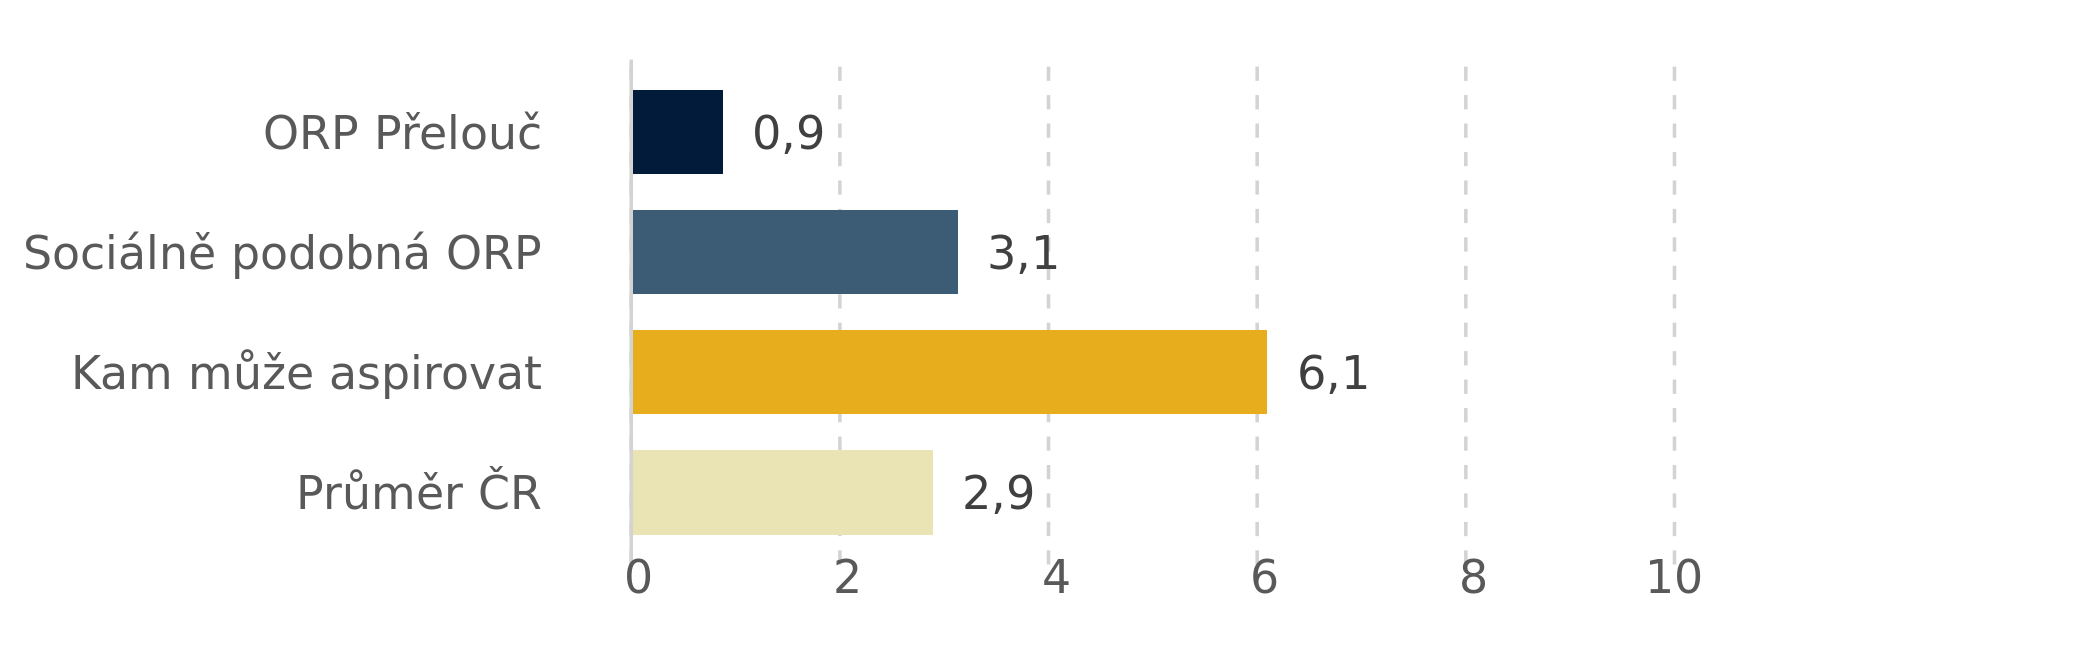 ORP Přelouč 0,9
Sociálně podobná ORP 3,1
Kam může aspirovat 6,1
Průměr ČR 2,9
0 2 4 6 8 10